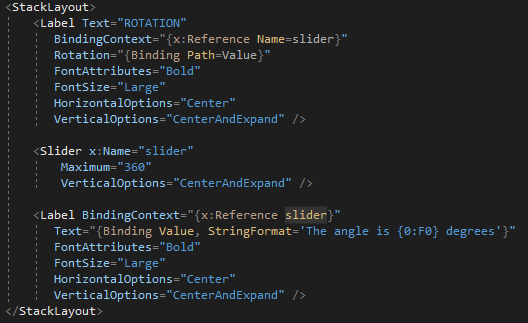 <StackLayout>
<Label Text="ROTATION"
BindingContext="{x:Reference Name=slider}"
Rotation="{Binding Path=Value}"
FontAttributes="Bold"
FontSize="Large"
HorizontalOptions="Center"
VerticalOptions="CenterAndExpand" />
<Slider x:Name="slider"
Maximum="360"
VerticalOptions="CenterAndExpand" />
<Label BindingContext="{x:Reference slider}"
Text="{Binding Value, StringFormat='The angle is {0:F0} degrees'}"
FontAttributes="Bold"
FontSize="Large"
HorizontalOptions="Center"
VerticalOptions="CenterAndExpand" />
</StackLayout>